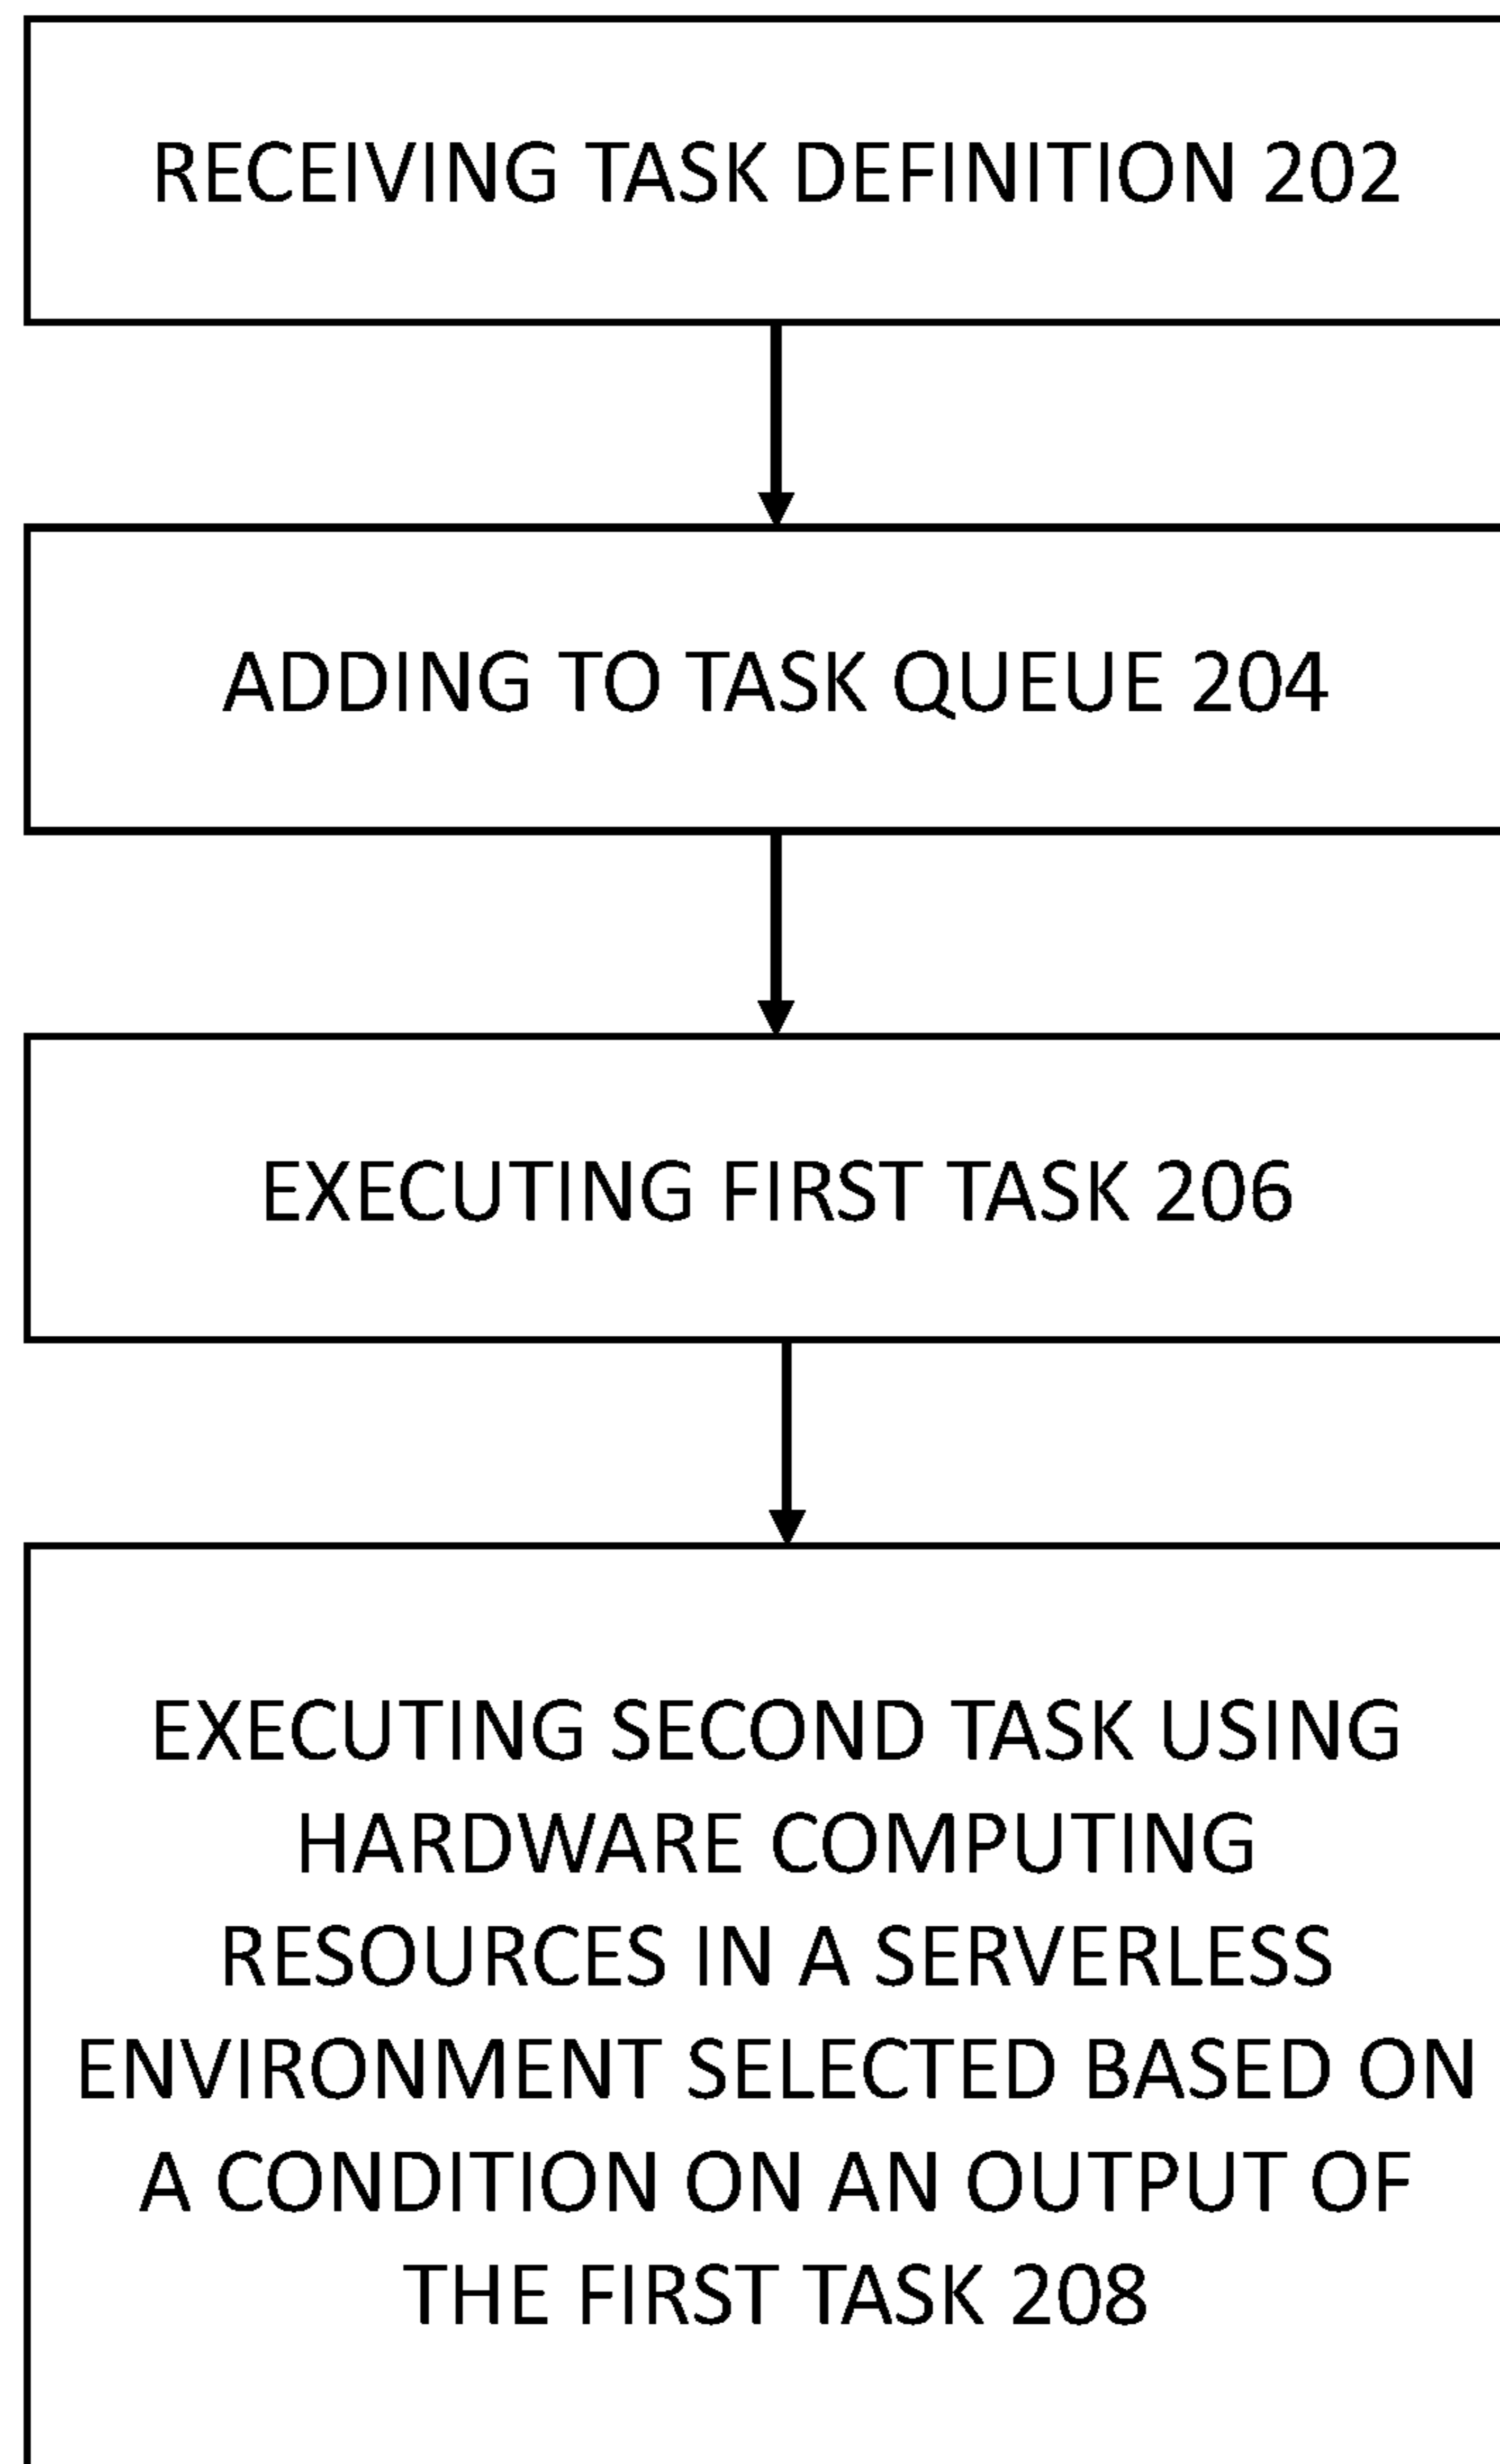 RECEIVING TASK DEFINITION 202
ADDING TO TASK QUEUE 204
EXECUTING FIRST TASK 206
EXECUTING SECOND TASK USING
HARDWARE COMPUTING
RESOURCES IN A SERVERLESS
ENVIRONMENT SELECTED BASED ON
A CONDITION ON AN OUTPUT OF
THE FIRST TASK 208